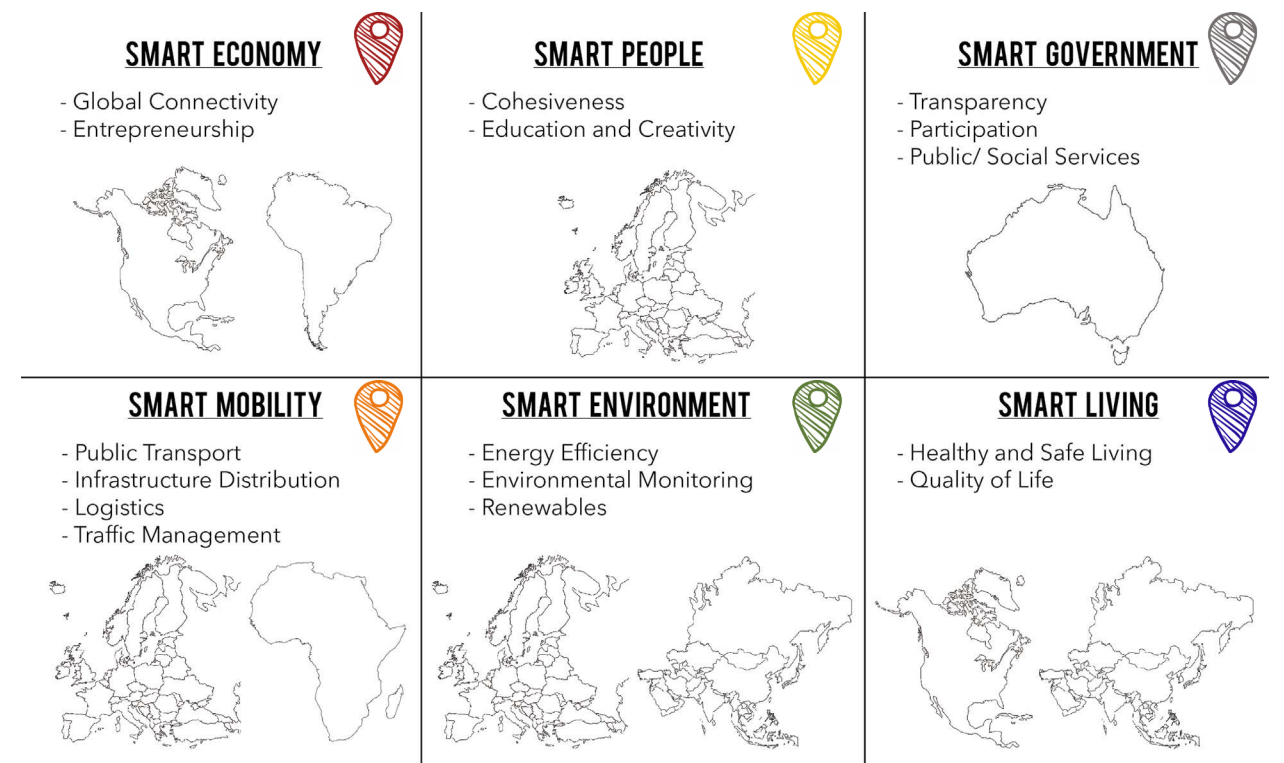 SMART ECONOMY
- Global Connectivity
- Entrepreneurship
SMART PEOPLE
- Cohesiveness
- Education and Creativity
SMART GOVERNMENT
- Transparency
- Participation
- Public/ Social Services
SMART MOBILITY
- Public Transport
- Infrastructure Distribution
- Logistics
- Traffic Management
SMART ENVIRONMENT
- Energy Efficiency
- Environmental Monitoring
- Renewables
SMART LIVING
- Healthy and Safe Living
- Quality of Life